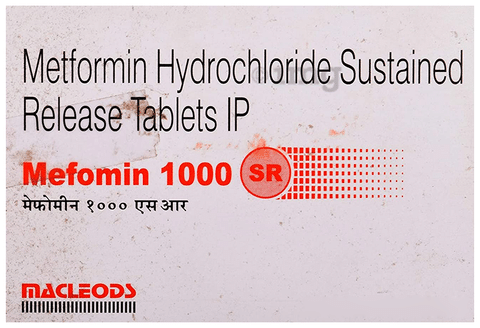 Metformin Hydrochloride Sustained
Release Tablets IP
Mefomin 1000 SR
मेफोमीन १००० एस आर
MACLEODS